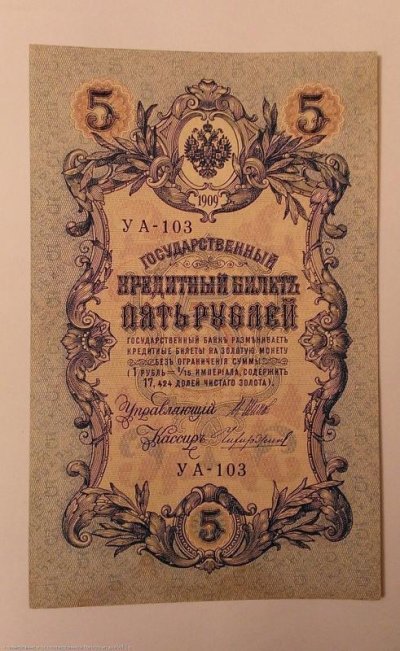 5 5
1909
УА-103
ГОСУДАРСТВЕННЫЙ
КРЕДИТНЫЙ БИЛЕТЪ
ПЯТЬ РУБЛЕЙ
ГОСУДАРСТВЕННЫЙ БАНКЪ РАЗМѢНИВАЕТЪ
КРЕДИТНЫЕ БИЛЕТЫ НА ЗОЛОТУЮ МОНЕТУ
БЕЗЪ ОГРАНИЧЕНІЯ СУММЫ
(1 РУБЛЬ = 1/15 ИМПЕРІАЛА, СОДЕРЖИТЪ
17,424 ДОЛЕЙ ЧИСТАГО ЗОЛОТА).
Управляющій
Кассиръ
УА-103
5